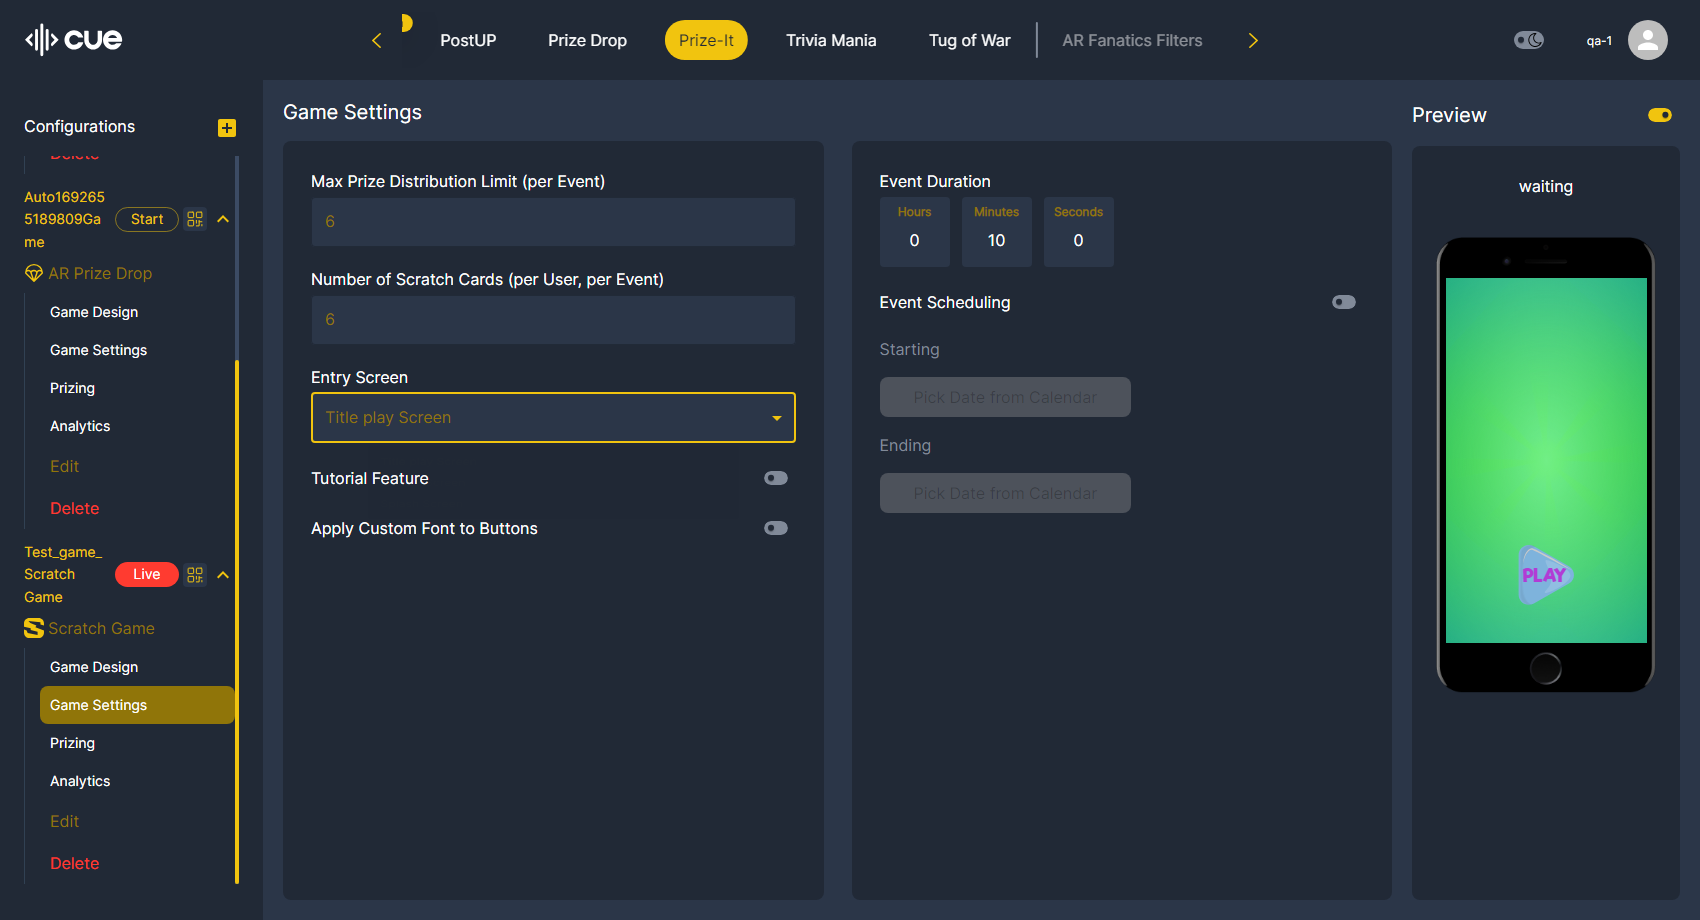 cue
PostUP
Prize Drop
Prize-It
Trivia Mania
Tug of War
AR Fanatics Filters
qa-1
Configurations
Delete
Auto169265
5189809Ga
me
Start
AR Prize Drop
Game Design
Game Settings
Prizing
Analytics
Edit
Delete
Test_game_
Scratch
Game
Live
Scratch Game
Game Design
Game Settings
Prizing
Analytics
Edit
Delete
Game Settings
Max Prize Distribution Limit (per Event)
6
Number of Scratch Cards (per User, per Event)
6
Entry Screen
Title play Screen
Tutorial Feature
Apply Custom Font to Buttons
Event Duration
Hours
0
Minutes
10
Seconds
0
Event Scheduling
Starting
Pick Date from Calendar
Ending
Pick Date from Calendar
Preview
waiting
PLAY